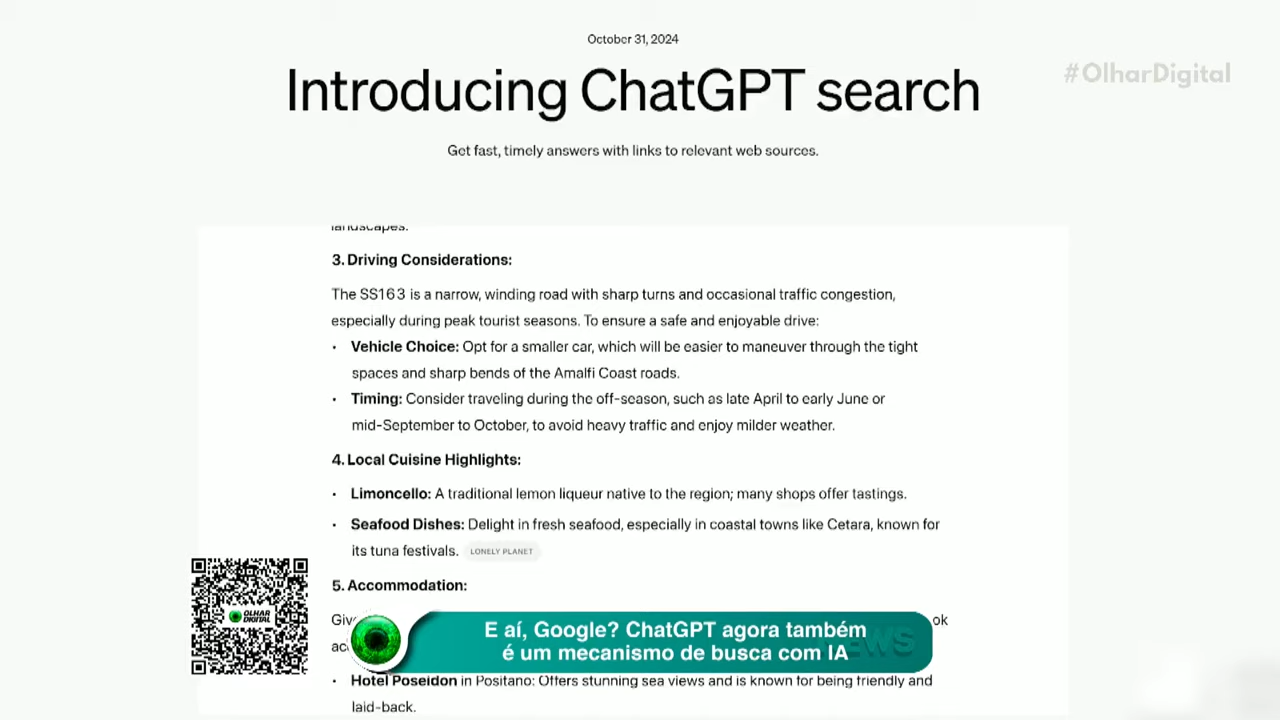 October 31, 2024
#OlharDigital
Introducing ChatGPT search
Get fast, timely answers with links to relevant web sources.
landscapes.
3. Driving Considerations:
The SS163 is a narrow, winding road with sharp turns and occasional traffic congestion,
especially during peak tourist seasons. To ensure a safe and enjoyable drive:
• Vehicle Choice: Opt for a smaller car, which will be easier to maneuver through the tight
spaces and sharp bends of the Amalfi Coast roads.
• Timing: Consider traveling during the off-season, such as late April to early June or
mid-September to October, to avoid heavy traffic and enjoy milder weather.
4. Local Cuisine Highlights:
• Limoncello: A traditional lemon liqueur native to the region; many shops offer tastings.
• Seafood Dishes: Delight in fresh seafood, especially in coastal towns like Cetara, known for
its tuna festivals. LONELY PLANET
5. Accommodation:
OLHAR
DIGITAL
E aí, Google? ChatGPT agora também
é um mecanismo de busca com IA
NEWS
• Hotel Poseidon in Positano: Offers stunning sea views and is known for being friendly and
laid-back.